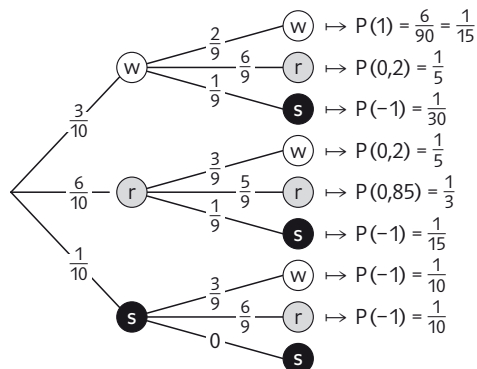 2/9 w ↦ P(1) = 6/90 = 1/15
w 6/9 r ↦ P(0,2) = 1/5
1/9 s ↦ P(−1) = 1/30
3/10
3/9 w ↦ P(0,2) = 1/5
6/10 r 5/9 r ↦ P(0,85) = 1/3
1/9 s ↦ P(−1) = 1/15
1/10
3/9 w ↦ P(−1) = 1/10
s 6/9 r ↦ P(−1) = 1/10
0 s